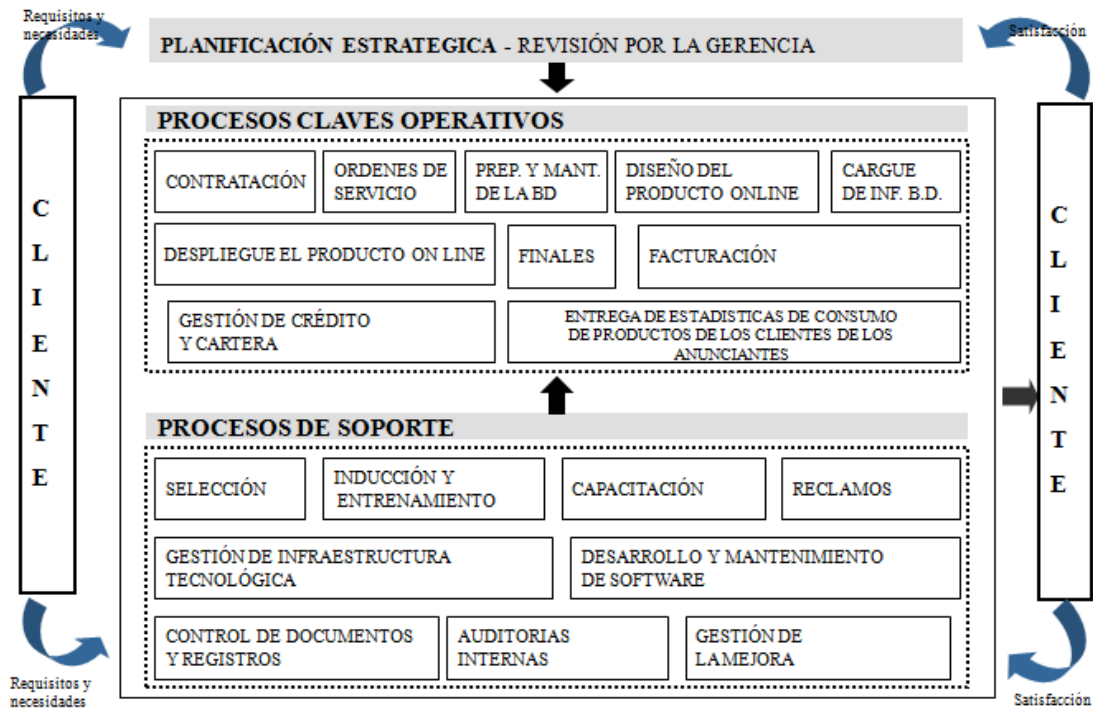 Requisitos y
necesidades
PLANIFICACIÓN ESTRATEGICA - REVISIÓN POR LA GERENCIA
Satisfacción
CLIENTE
PROCESOS CLAVES OPERATIVOS
CONTRATACIÓN
ORDENES DE
SERVICIO
PREP. Y MANT.
DE LA BD
DISEÑO DEL
PRODUCTO ONLINE
CARGUE
DE INF. B.D.
DESPLIEGUE EL PRODUCTO ON LINE
FINALES
FACTURACIÓN
GESTIÓN DE CRÉDITO
Y CARTERA
ENTREGA DE ESTADISTICAS DE CONSUMO
DE PRODUCTOS DE LOS CLIENTES DE LOS
ANUNCIANTES
PROCESOS DE SOPORTE
SELECCIÓN
INDUCCIÓN Y
ENTRENAMIENTO
CAPACITACIÓN
RECLAMOS
GESTIÓN DE INFRAESTRUCTURA
TECNOLÓGICA
DESARROLLO Y MANTENIMIENTO
DE SOFTWARE
CONTROL DE DOCUMENTOS
Y REGISTROS
AUDITORIAS
INTERNAS
GESTIÓN DE
LA MEJORA
CLIENTE
Requisitos y
necesidades
Satisfacción